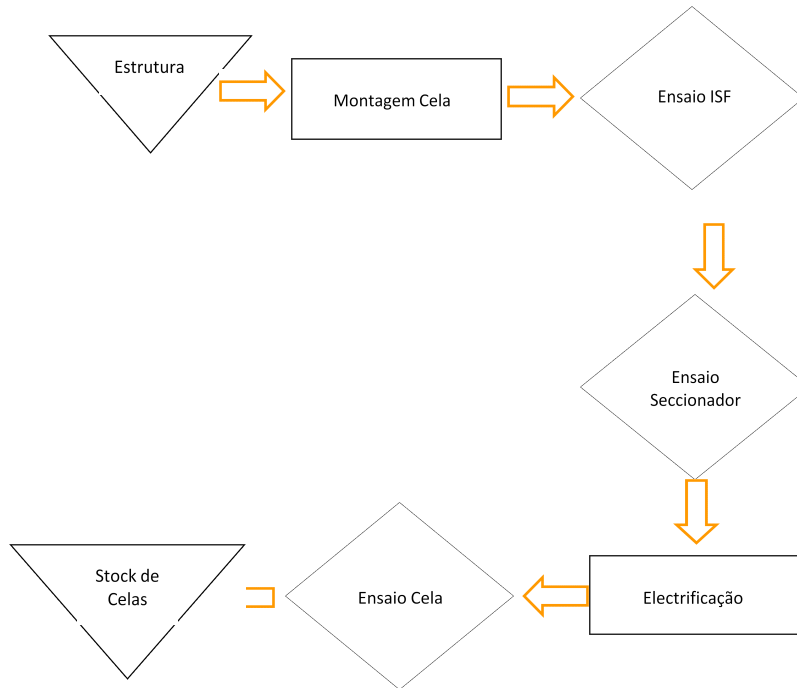 Estrutura
Montagem Cela
Ensaio ISF
Ensaio
Seccionador
Electrificação
Ensaio Cela
Stock de
Celas